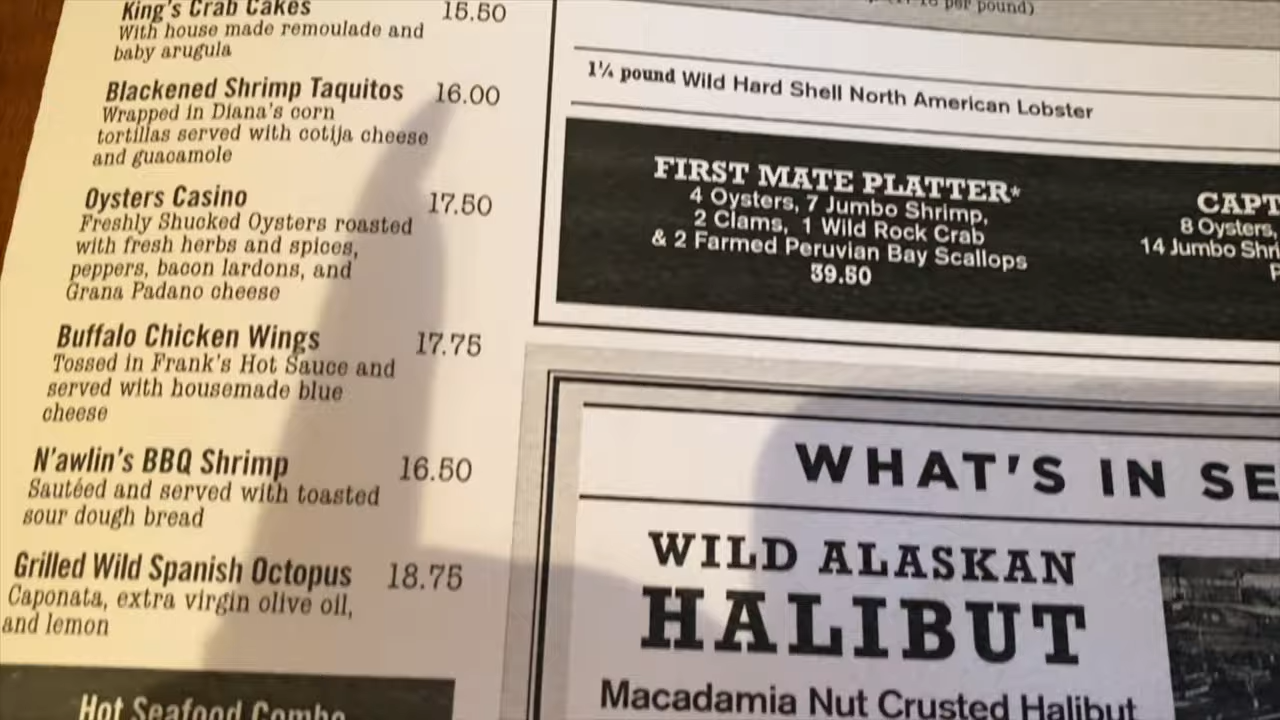 King's Crab Cakes 15.50
With house made remoulade and
baby arugula
Blackened Shrimp Taquitos 16.00
Wrapped in Diana's corn
tortillas served with cotija cheese
and guacamole
Oysters Casino 17.50
Freshly Shucked Oysters roasted
with fresh herbs and spices,
peppers, bacon lardons, and
Grana Padano cheese
Buffalo Chicken Wings 17.75
Tossed in Frank's Hot Sauce and
served with housemade blue
cheese
N'awlin's BBQ Shrimp 16.50
Sautéed and served with toasted
sour dough bread
Grilled Wild Spanish Octopus 18.75
Caponata, extra virgin olive oil,
and lemon
Hot Seafood Combo
per pound)
1¼ pound Wild Hard Shell North American Lobster
FIRST MATE PLATTER*
4 Oysters, 7 Jumbo Shrimp,
2 Clams, 1 Wild Rock Crab
& 2 Farmed Peruvian Bay Scallops
39.50
CAPT
8 Oysters,
14 Jumbo Shri
WHAT'S IN SE
WILD ALASKAN
HALIBUT
Macadamia Nut Crusted Halibut